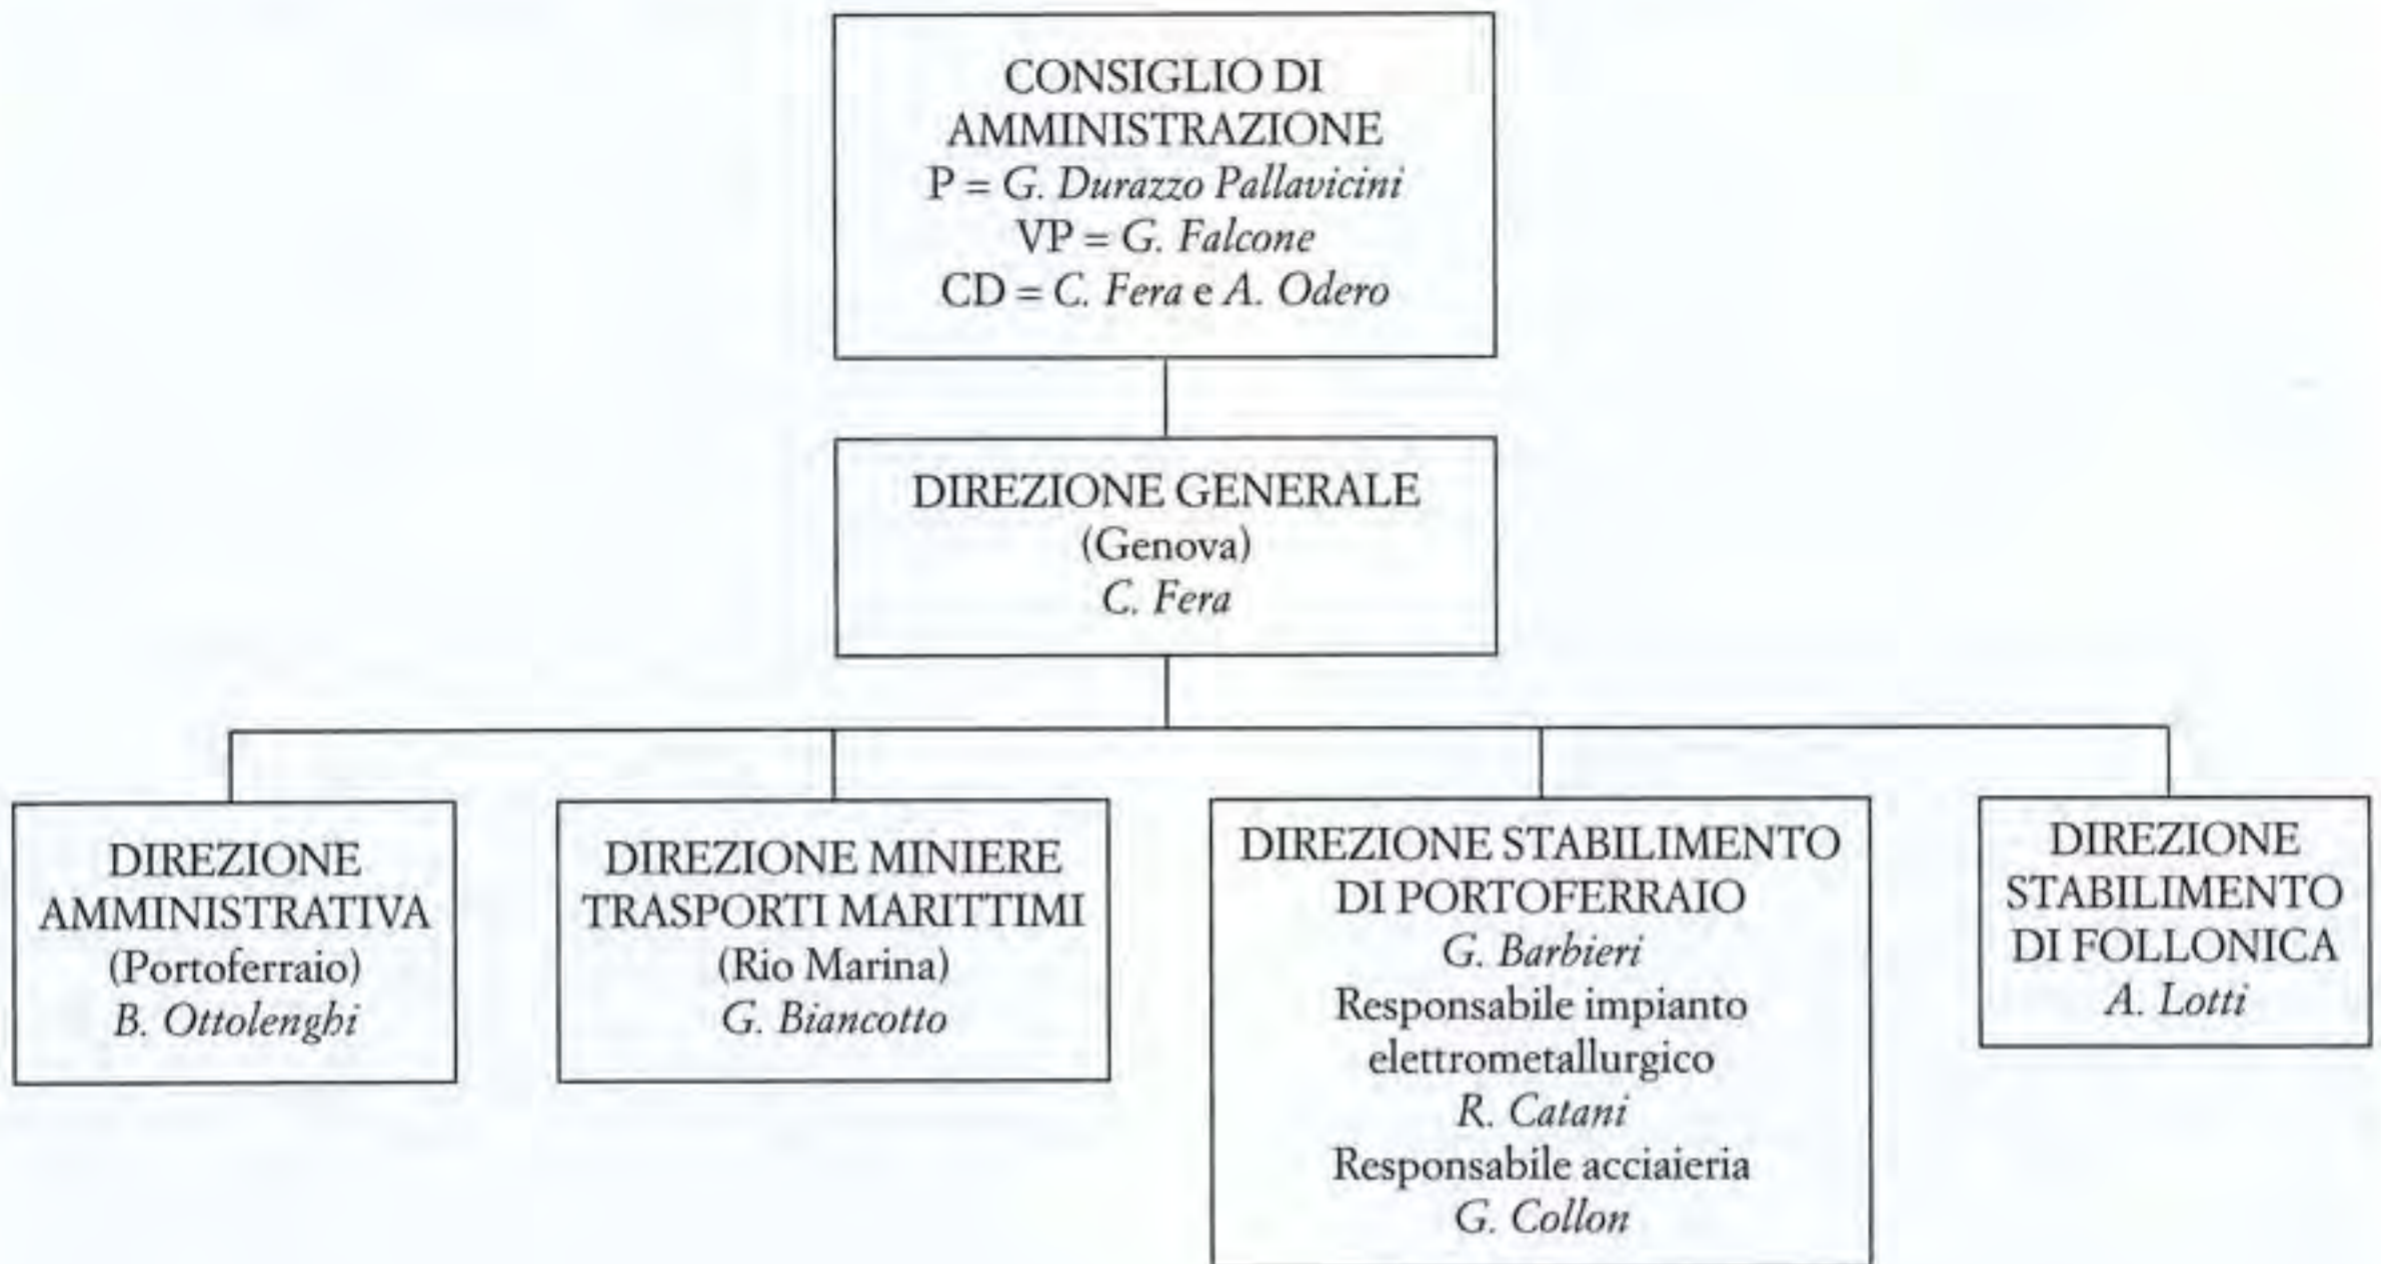 CONSIGLIO DI
AMMINISTRAZIONE
P = G. Durazzo Pallavicini
VP = G. Falcone
CD = C. Fera e A. Odero
DIREZIONE GENERALE
(Genova)
C. Fera
DIREZIONE
AMMINISTRATIVA
(Portoferraio)
B. Ottolenghi
DIREZIONE MINIERE
TRASPORTI MARITTIMI
(Rio Marina)
G. Biancotto
DIREZIONE STABILIMENTO
DI PORTOFERRAIO
G. Barbieri
Responsabile impianto
elettrometallurgico
R. Catani
Responsabile acciaieria
G. Collon
DIREZIONE
STABILIMENTO
DI FOLLONICA
A. Lotti